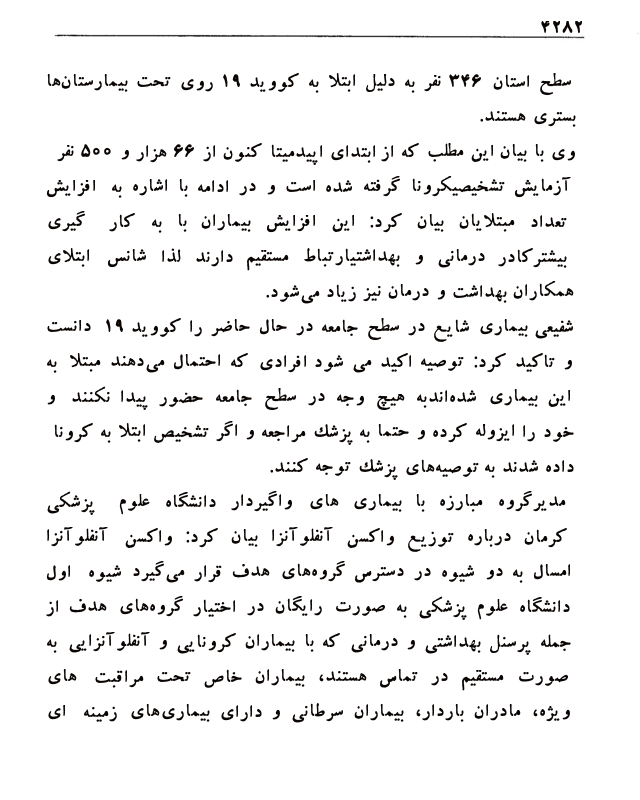 ۴۲۸۲
سطح استان ۳۴۶ نفر به دلیل ابتلا به کووید ۱۹ روی تحت بیمارستان‌ها
بستری هستند.
وی با بیان این مطلب که از ابتدای اپیدمیتا کنون از ۶۶ هزار و ۵۰۰ نفر
آزمایش تشخیصیکرونا گرفته شده است و در ادامه با اشاره به افزایش
تعداد مبتلایان بیان کرد: این افزایش بیماران با به کار گیری
بیشترکادر درمانی و بهداشتیارتباط مستقیم دارند لذا شانس ابتلای
همکاران بهداشت و درمان نیز زیاد می‌شود.
شفیعی بیماری شایع در سطح جامعه در حال حاضر را کووید ۱۹ دانست
و تاکید کرد: توصیه اکید می شود افرادی که احتمال می‌دهند مبتلا به
این بیماری شده‌اندبه هیچ وجه در سطح جامعه حضور پیدا نکنند و
خود را ایزوله کرده و حتما به پزشك مراجعه و اگر تشخیص ابتلا به کرونا
داده شدند به توصیه‌های پزشك توجه کنند.
مدیرگروه مبارزه با بیماری های واگیردار دانشگاه علوم پزشکی
کرمان درباره توزیع واکسن آنفلوآنزا بیان کرد: واکسن آنفلوآنزا
امسال به دو شیوه در دسترس گروه‌های هدف قرار می‌گیرد شیوه اول
دانشگاه علوم پزشکی به صورت رایگان در اختیار گروه‌های هدف از
جمله پرسنل بهداشتی و درمانی که با بیماران کرونایی و آنفلوآنزایی به
صورت مستقیم در تماس هستند، بیماران خاص تحت مراقبت های
ویژه، مادران باردار، بیماران سرطانی و دارای بیماری‌های زمینه ای